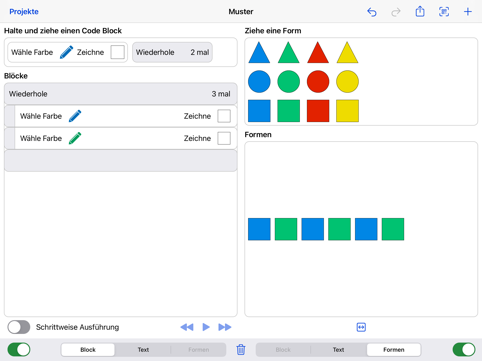 Projekte
Muster
Halte und ziehe einen Code Block
Wähle Farbe Zeichne
Wiederhole 2 mal
Blöcke
Wiederhole 3 mal
Wähle Farbe Zeichne
Wähle Farbe Zeichne
Schrittweise Ausführung
Block Text Formen
Ziehe eine Form
Formen
Block Text Formen